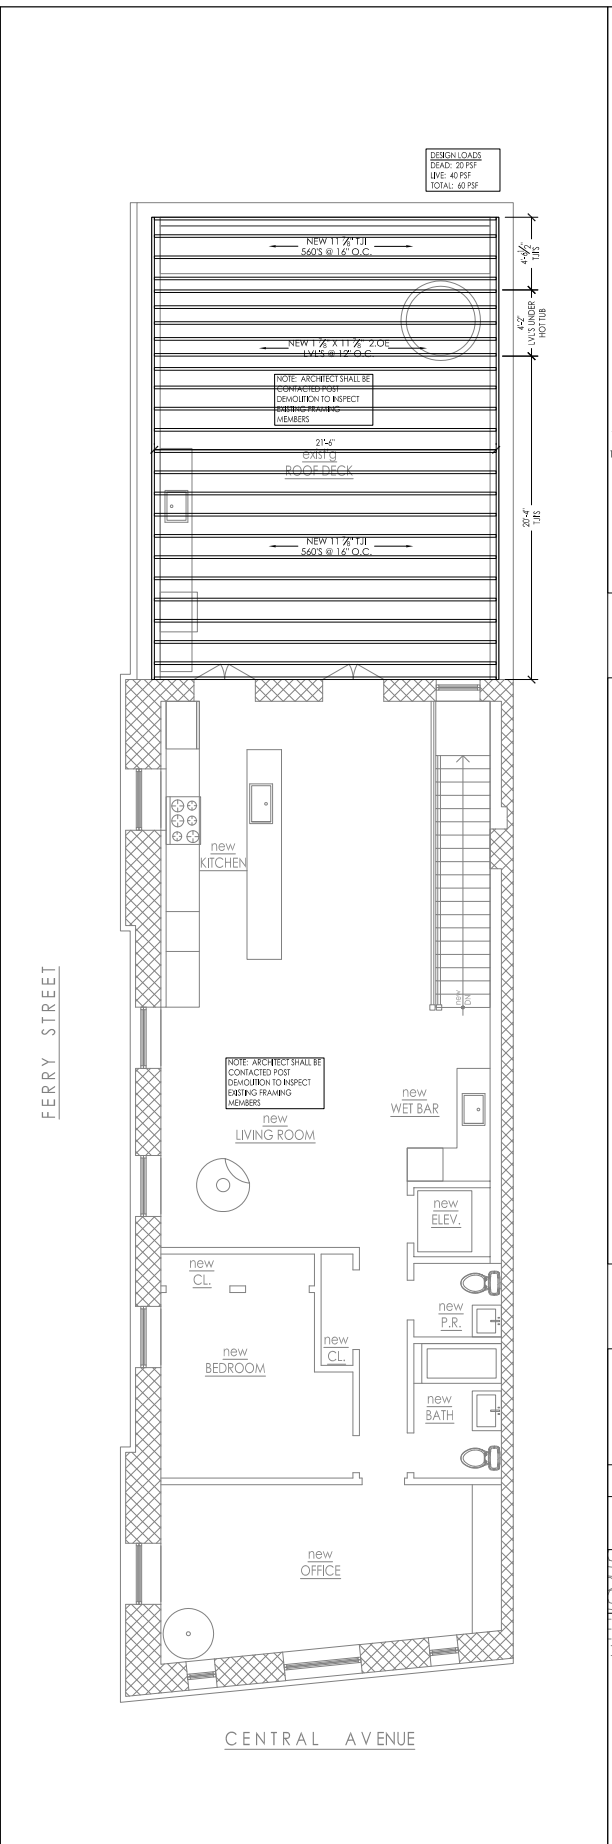 DESIGN LOADS
DEAD: 20 PSF
LIVE: 40 PSF
TOTAL: 60 PSF
NEW 11 7/8" TJI
560'S @ 16" O.C.
4'-6 1/2"
TJI'S
4'-2"
LVL'S UNDER
HOT TUB
NEW 1 3/4" X 11 7/8" 2.0E
LVL'S @ 12" O.C.
NOTE: ARCHITECT SHALL BE
CONTACTED POST
DEMOLITION TO INSPECT
EXISTING FRAMING
MEMBERS
21'-6"
exist'g
ROOF DECK
20'-4"
TJI'S
NEW 11 7/8" TJI
560'S @ 16" O.C.
new
KITCHEN
new
DN
FERRY STREET
NOTE: ARCHITECT SHALL BE
CONTACTED POST
DEMOLITION TO INSPECT
EXISTING FRAMING
MEMBERS
new
LIVING ROOM
new
WET BAR
new
ELEV.
new
CL.
new
P.R.
new
CL.
new
BEDROOM
new
BATH
new
OFFICE
CENTRAL AVENUE